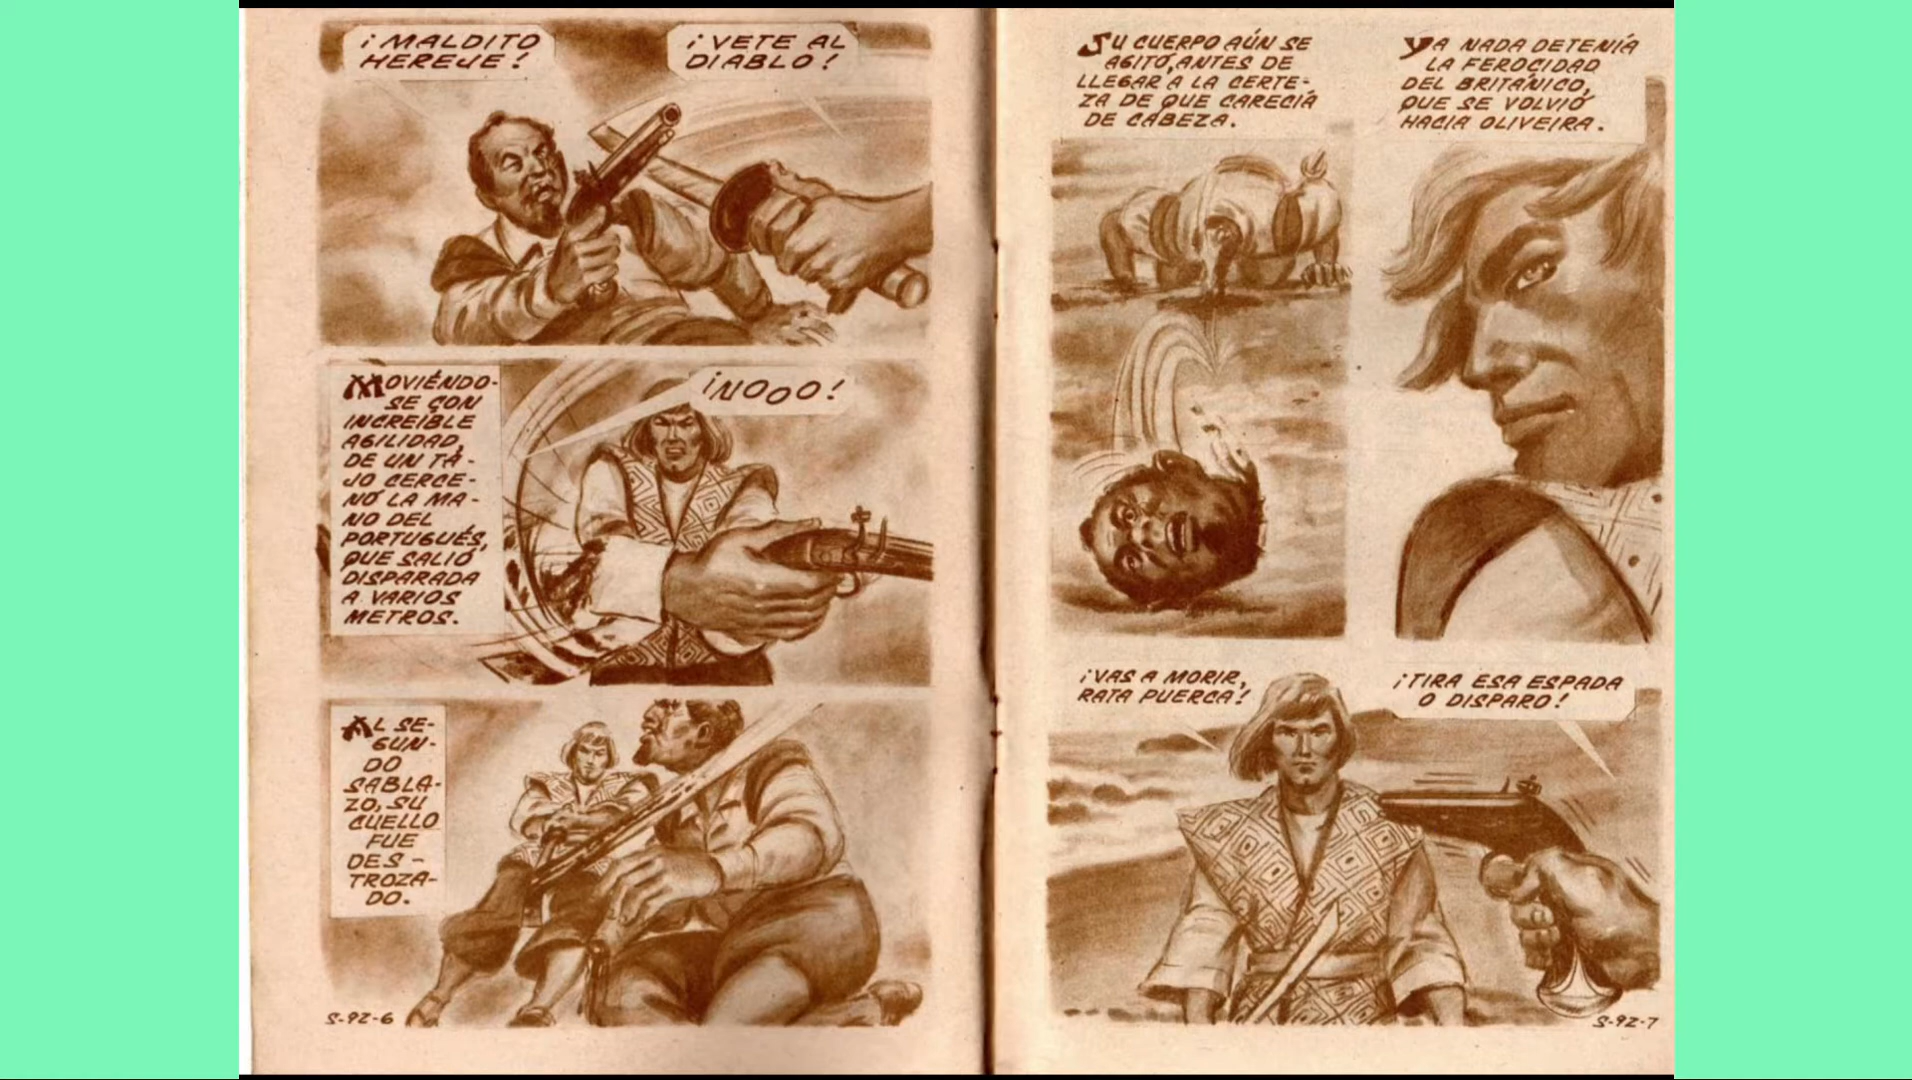 ¡MALDITO
HEREJE!
¡VETE AL
DIABLO!
MOVIÉNDO-
SE CON
INCREÍBLE
AGILIDAD,
DE UN TA-
JO CERCE-
NÓ LA MA-
NO DEL
PORTUGUÉS,
QUE SALIÓ
DISPARADA
A VARIOS
METROS.
¡NOOO!
AL SE-
GUN-
DO
SABLA-
ZO, SU
CUELLO
FUE
DES-
TROZA-
DO.
S-92-6
SU CUERPO AÚN SE
AGITÓ, ANTES DE
LLEGAR A LA CERTE-
ZA DE QUE CARECÍA
DE CABEZA.
YA NADA DETENÍA
LA FEROCIDAD
DEL BRITÁNICO,
QUE SE VOLVIÓ
HACIA OLIVEIRA.
¡VAS A MORIR,
RATA PUERCA!
¡TIRA ESA ESPADA
O DISPARO!
S-92-7